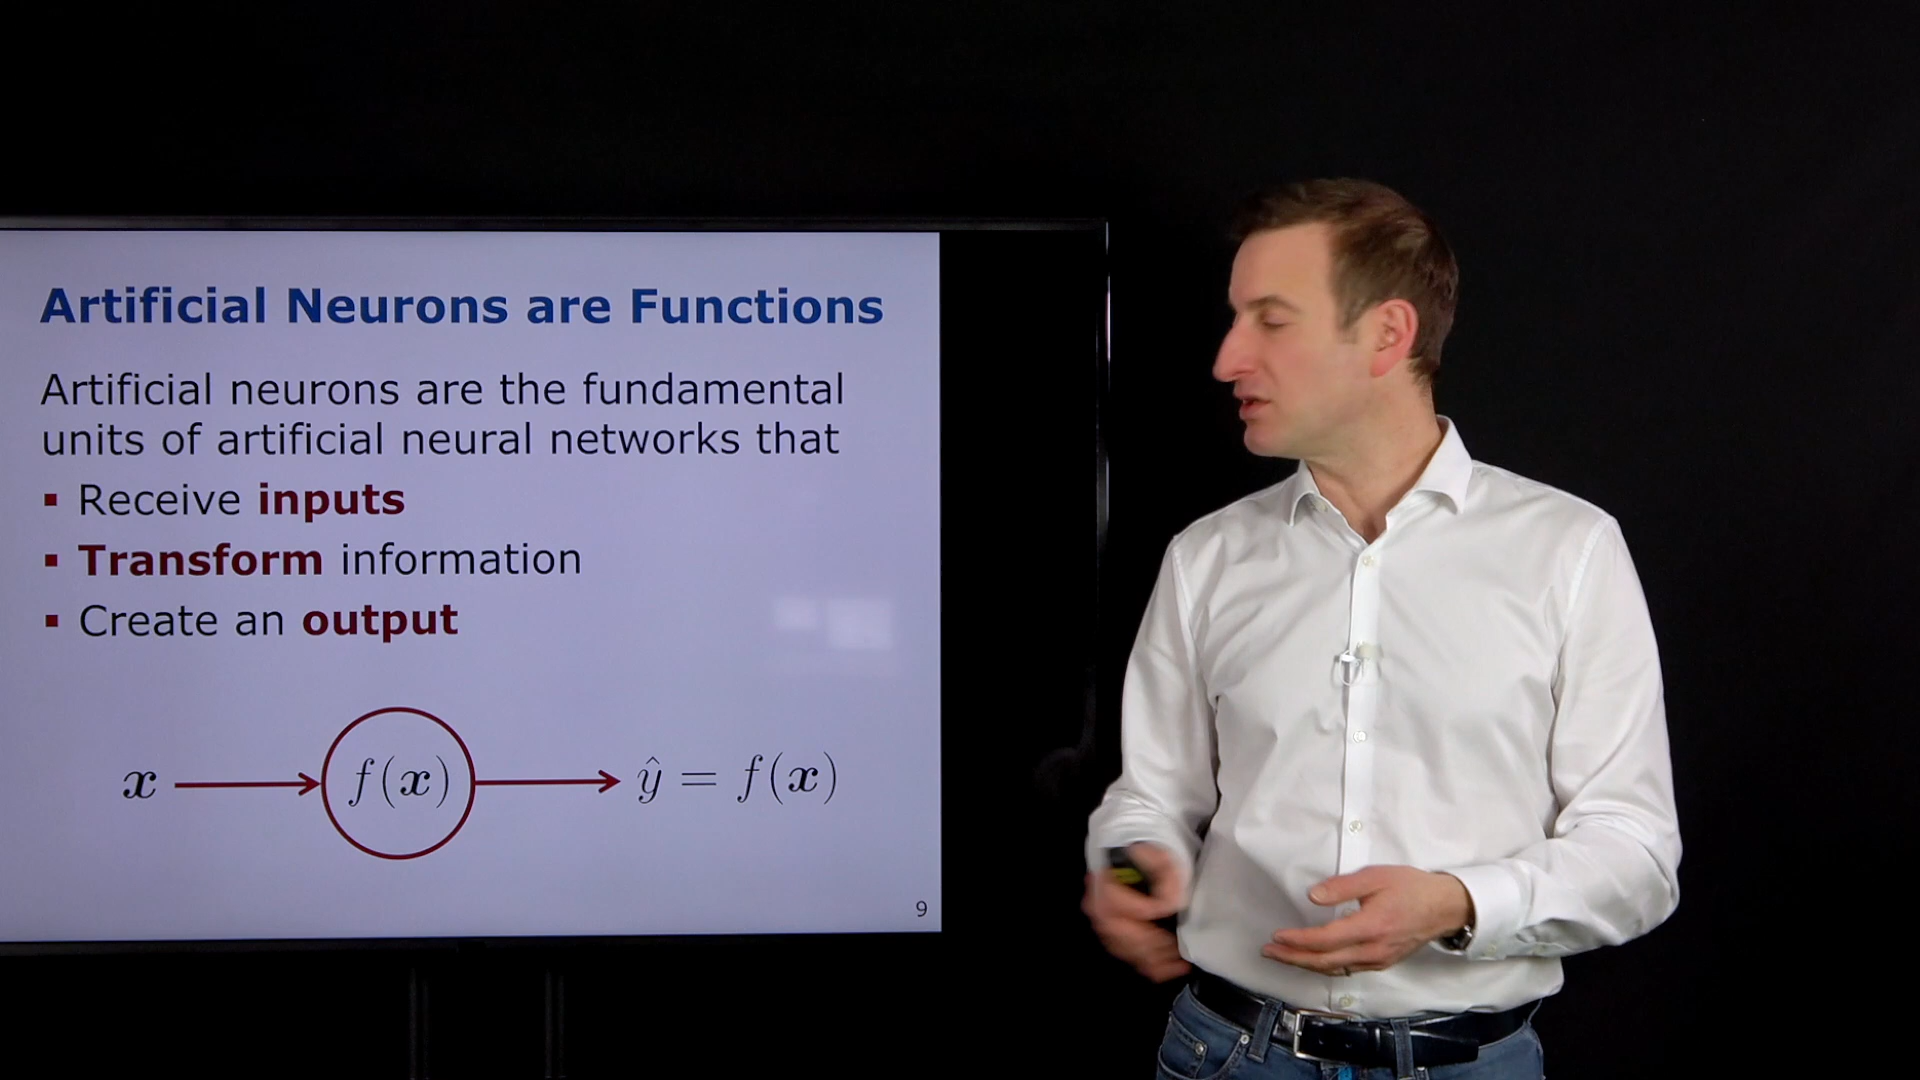 Artificial Neurons are Functions
Artificial neurons are the fundamental
units of artificial neural networks that
▪ Receive inputs
▪ Transform information
▪ Create an output
x f(x) ŷ = f(x)
9